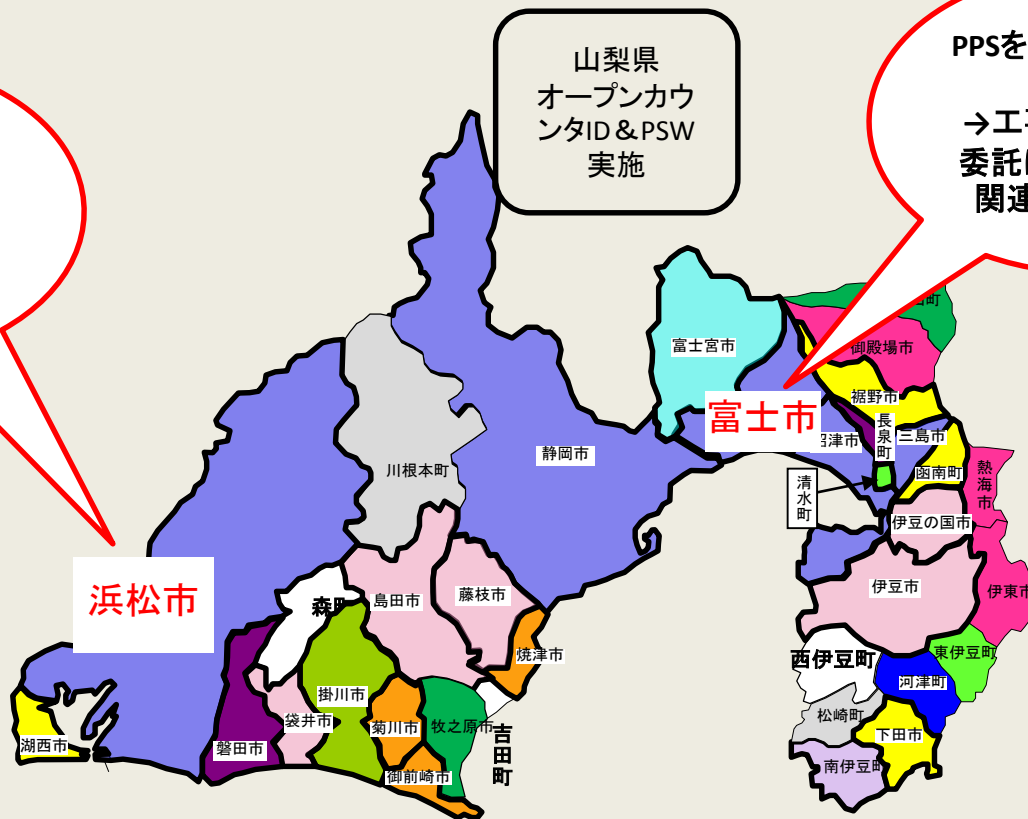 山梨県
オープンカウ
ンタID＆PSW
実施
PPSを
→工
委託
関連
富士宮市
御殿場市
裾野市
富士市
沼津市
長泉町
三島市
函南町
熱海市
清水町
静岡市
川根本町
伊豆の国市
浜松市
森町
島田市
藤枝市
伊豆市
伊東市
焼津市
西伊豆町
東伊豆町
河津町
掛川市
松崎町
湖西市
磐田市
袋井市
菊川市
牧之原市
吉田町
下田市
御前崎市
南伊豆町